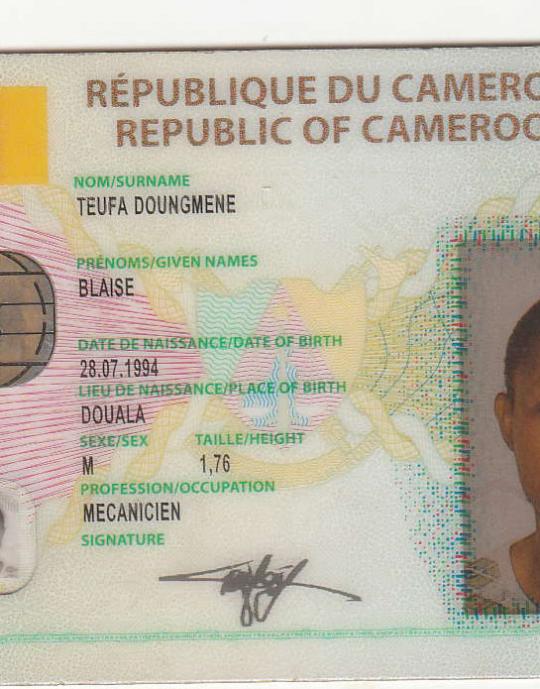 RÉPUBLIQUE DU CAMERO
REPUBLIC OF CAMEROO
NOM/SURNAME
TEUFA DOUNGMENE
PRÉNOMS/GIVEN NAMES
BLAISE
DATE DE NAISSANCE/DATE OF BIRTH
28.07.1994
LIEU DE NAISSANCE/PLACE OF BIRTH
DOUALA
SEXE/SEX TAILLE/HEIGHT
M 1,76
PROFESSION/OCCUPATION
MECANICIEN
SIGNATURE